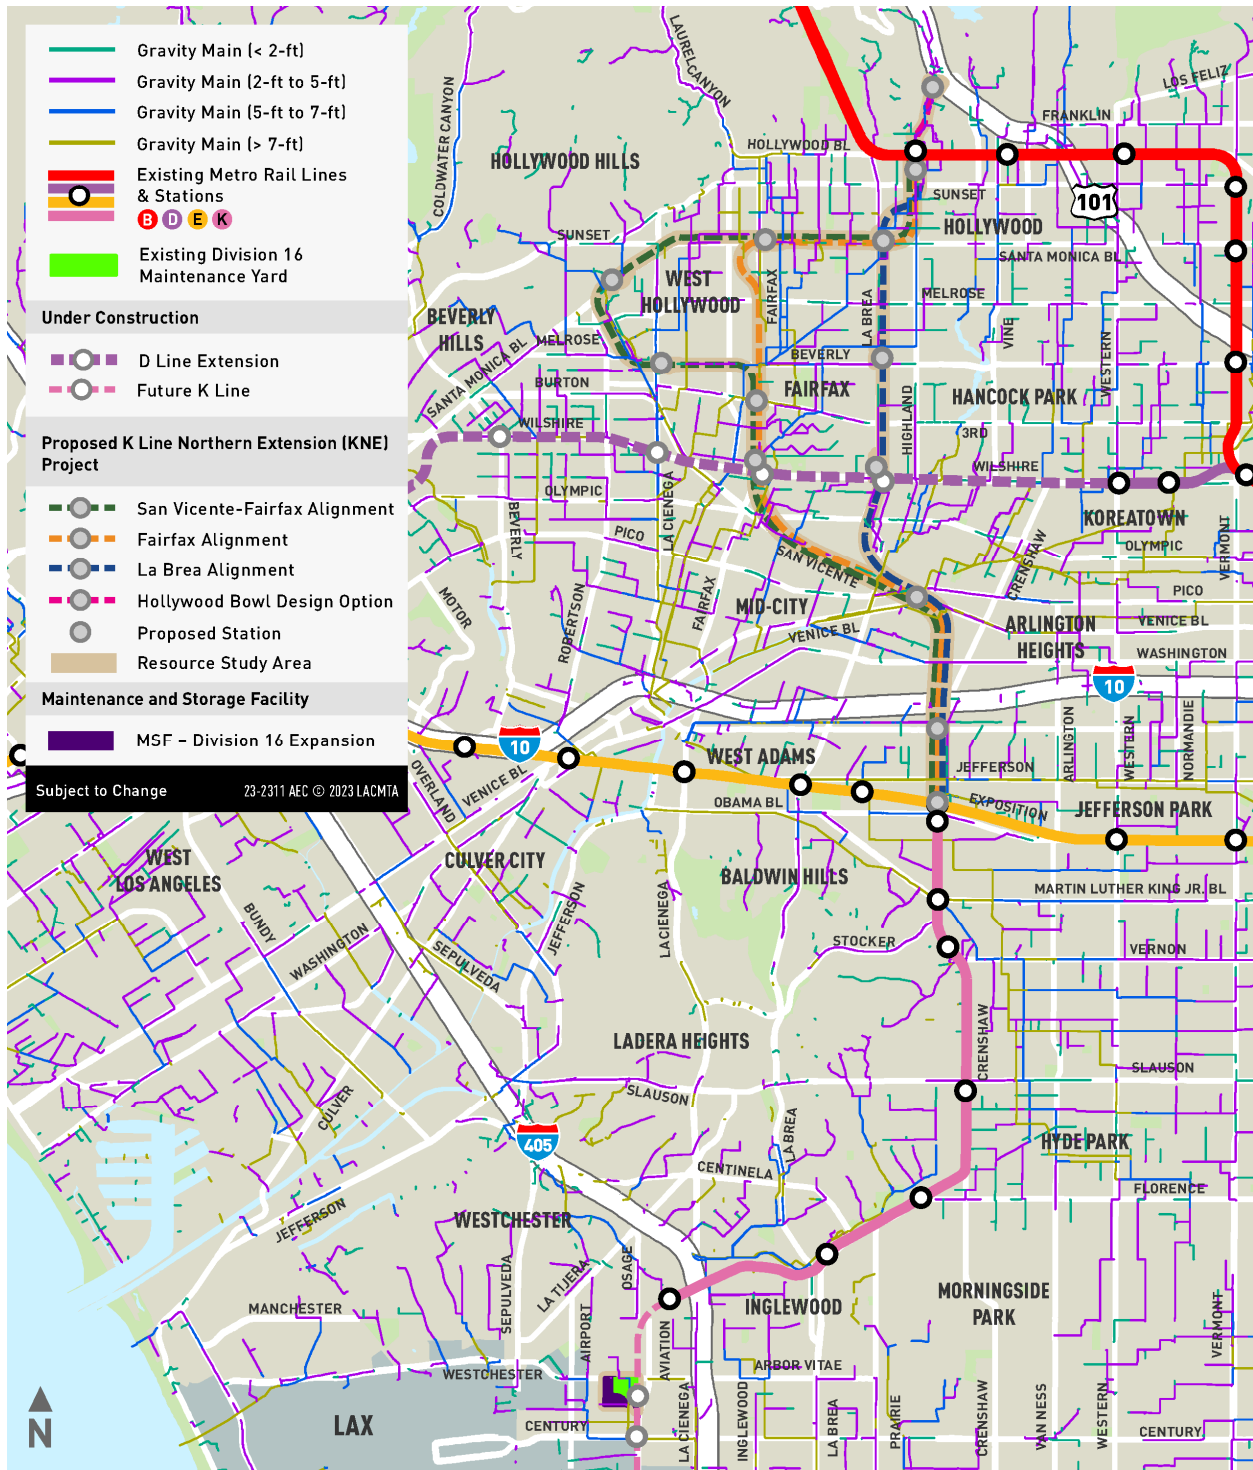 Gravity Main (< 2-ft)
Gravity Main (2-ft to 5-ft)
Gravity Main (5-ft to 7-ft)
Gravity Main (> 7-ft)
Existing Metro Rail Lines
& Stations
B D E K
Existing Division 16
Maintenance Yard
Under Construction
D Line Extension
Future K Line
Proposed K Line Northern Extension (KNE)
Project
San Vicente-Fairfax Alignment
Fairfax Alignment
La Brea Alignment
Hollywood Bowl Design Option
Proposed Station
Resource Study Area
Maintenance and Storage Facility
MSF – Division 16 Expansion
Subject to Change
23-2311 AEC © 2023 LACMTA
COLDWATER CANYON
LAURELCANYON
LOS FELIZ
FRANKLIN
HOLLYWOOD BL
HOLLYWOOD HILLS
SUNSET
101
HOLLYWOOD
SUNSET
SANTA MONICA BL
WEST
HOLLYWOOD
FAIRFAX
LA BREA
MELROSE
BEVERLY
HILLS
MELROSE
VINE
WESTERN
SANTA MONICA BL
BEVERLY
BURTON
FAIRFAX
HANCOCK PARK
HIGHLAND
WILSHIRE
3RD
WILSHIRE
OLYMPIC
LA CIENEGA
BEVERLY
KOREATOWN
PICO
OLYMPIC
VERMONT
SAN VICENTE
CRENSHAW
MOTOR
ROBERTSON
FAIRFAX
MID-CITY
PICO
VENICE BL
VENICE BL
ARLINGTON
HEIGHTS
WASHINGTON
10
10
ARLINGTON
WESTERN
NORMANDIE
WEST ADAMS
JEFFERSON
OVERLAND
VENICE BL
OBAMA BL
EXPOSITION
JEFFERSON PARK
WEST
LOS ANGELES
CULVER CITY
BALDWIN HILLS
MARTIN LUTHER KING JR. BL
BUNDY
WASHINGTON
SEPULVEDA
JEFFERSON
LA CIENEGA
STOCKER
VERNON
LADERA HEIGHTS
CRENSHAW
SLAUSON
SLAUSON
CULVER
405
LA BREA
HYDE PARK
CENTINELA
FLORENCE
JEFFERSON
WESTCHESTER
SEPULVEDA
LA TIJERA
OSAGE
MANCHESTER
AIRPORT
AVIATION
INGLEWOOD
MORNINGSIDE
PARK
VERMONT
WESTCHESTER
ARBOR VITAE
LAX
CENTURY
LA CIENEGA
INGLEWOOD
LA BREA
PRAIRIE
CRENSHAW
VAN NESS
WESTERN
CENTURY
N